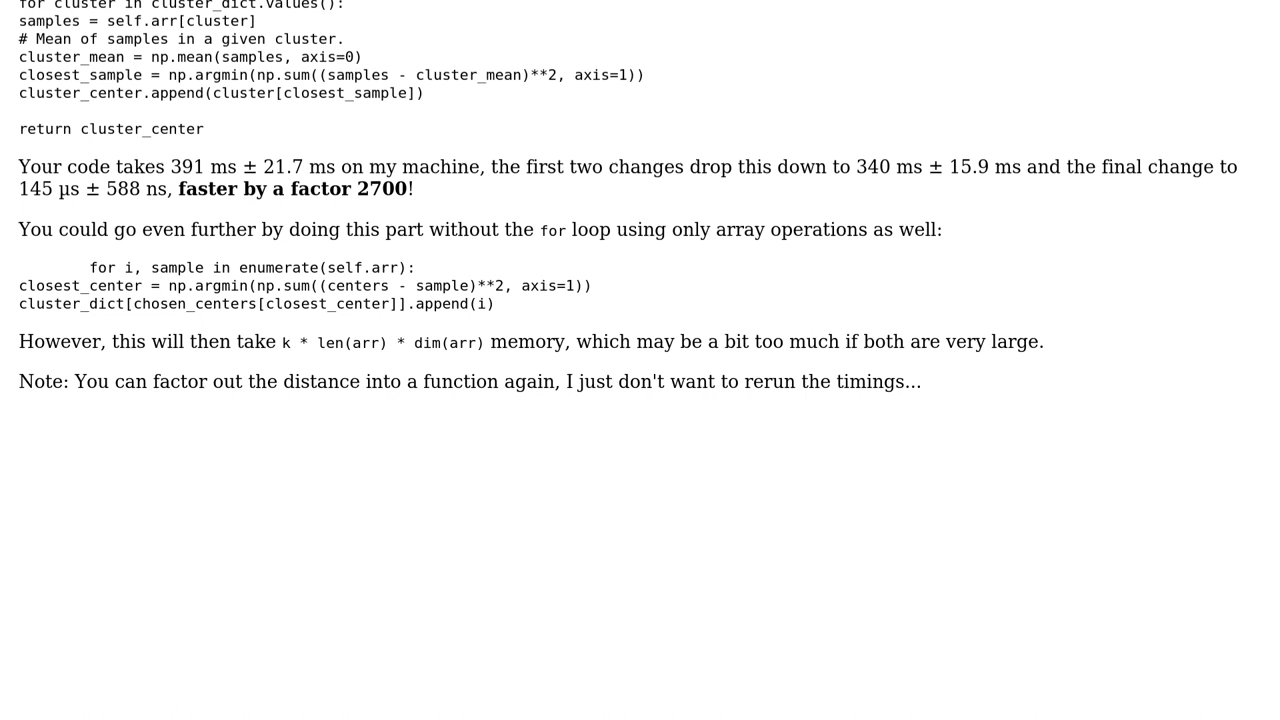 for cluster in cluster_dict.values():
samples = self.arr[cluster]
# Mean of samples in a given cluster.
cluster_mean = np.mean(samples, axis=0)
closest_sample = np.argmin(np.sum((samples - cluster_mean)**2, axis=1))
cluster_center.append(cluster[closest_sample])
return cluster_center
Your code takes 391 ms ± 21.7 ms on my machine, the first two changes drop this down to 340 ms ± 15.9 ms and the final change to
145 µs ± 588 ns, faster by a factor 2700!
You could go even further by doing this part without the for loop using only array operations as well:
for i, sample in enumerate(self.arr):
closest_center = np.argmin(np.sum((centers - sample)**2, axis=1))
cluster_dict[chosen_centers[closest_center]].append(i)
However, this will then take k * len(arr) * dim(arr) memory, which may be a bit too much if both are very large.
Note: You can factor out the distance into a function again, I just don't want to rerun the timings...